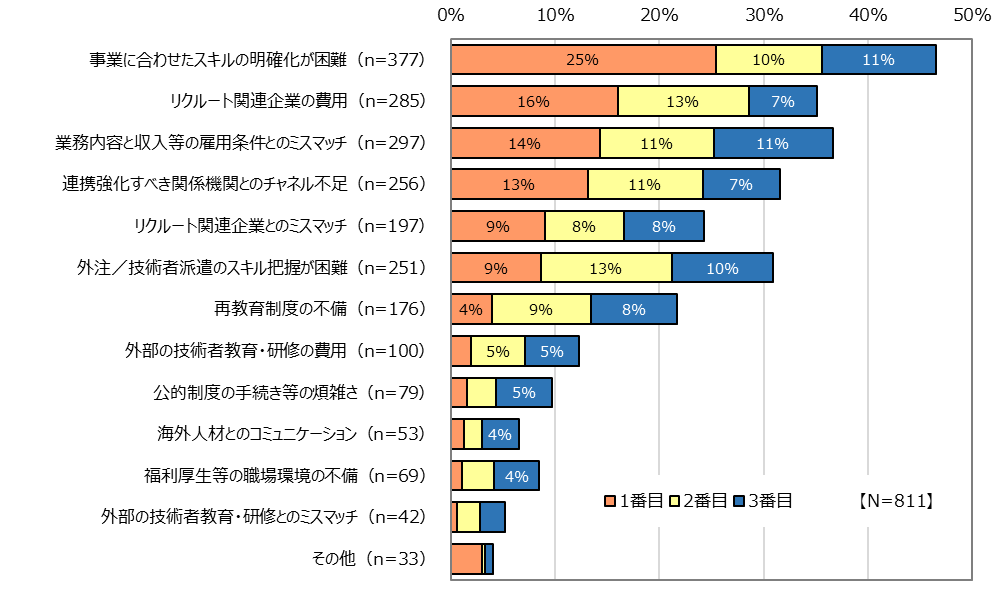 0% 10% 20% 30% 40% 50%
事業に合わせたスキルの明確化が困難（n=377） 25% 10% 11%
リクルート関連企業の費用（n=285） 16% 13% 7%
業務内容と収入等の雇用条件とのミスマッチ（n=297） 14% 11% 11%
連携強化すべき関係機関とのチャネル不足（n=256） 13% 11% 7%
リクルート関連企業とのミスマッチ（n=197） 9% 8% 8%
外注／技術者派遣のスキル把握が困難（n=251） 9% 13% 10%
再教育制度の不備（n=176） 4% 9% 8%
外部の技術者教育・研修の費用（n=100） 5% 5%
公的制度の手続き等の煩雑さ（n=79） 5%
海外人材とのコミュニケーション（n=53） 4%
福利厚生等の職場環境の不備（n=69） 4%
1番目 2番目 3番目 【N=811】
外部の技術者教育・研修とのミスマッチ（n=42）
その他（n=33）